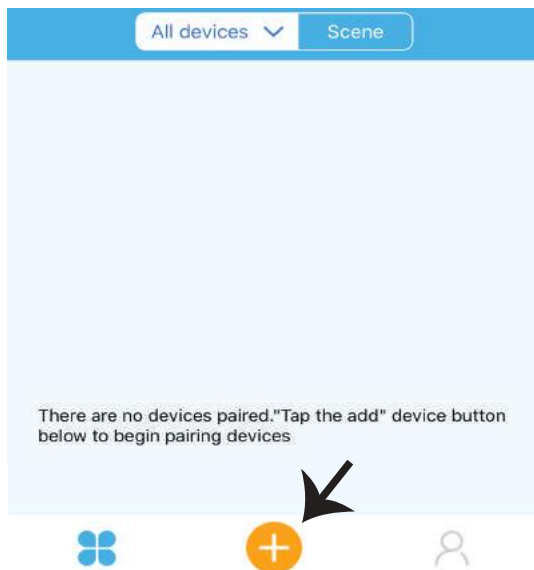 All devices Scene
There are no devices paired."Tap the add" device button
below to begin pairing devices